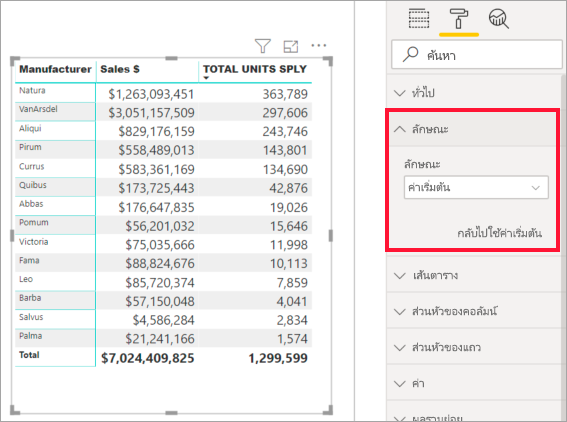 Manufacturer Sales $ TOTAL UNITS SPLY
Natura $1,263,093,451 363,789
VanArsdel $3,051,157,509 297,606
Aliqui $829,176,159 243,746
Pirum $558,489,013 143,801
Currus $583,361,169 134,690
Quibus $173,725,443 42,876
Abbas $176,647,835 19,026
Pomum $56,201,032 15,646
Victoria $75,035,666 11,998
Fama $88,824,676 10,113
Leo $85,720,374 7,859
Barba $57,150,048 4,041
Salvus $4,586,284 2,834
Palma $21,241,166 1,574
Total $7,024,409,825 1,299,599
ค้นหา
ทั่วไป
ลักษณะ
ลักษณะ
ค่าเริ่มต้น
กลับไปใช้ค่าเริ่มต้น
เส้นตาราง
ส่วนหัวของคอลัมน์
ส่วนหัวของแถว
ค่า
ผลรวมย่อย